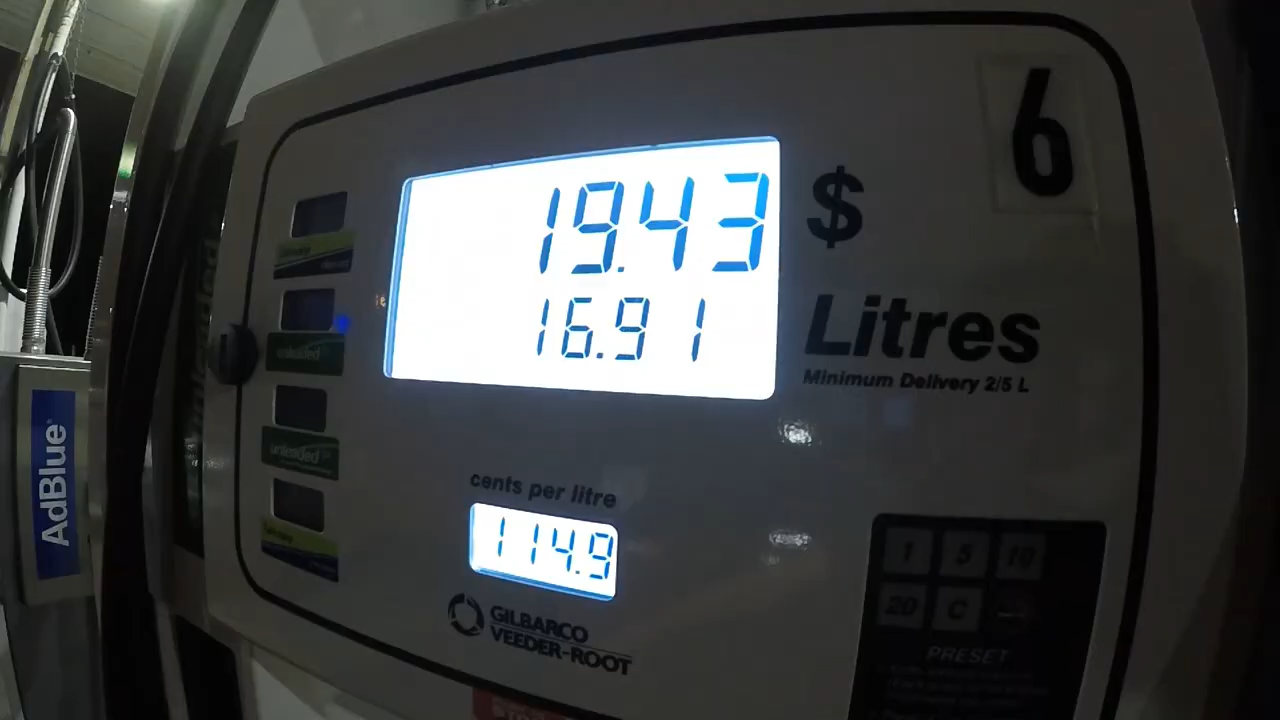 6
19.43
$
16.91
Litres
Minimum Delivery 2/5 L
unleaded
unleaded
AdBlue
cents per litre
114.9
GILBARCO
VEEDER-ROOT
1 5 10
20 C
PRESET